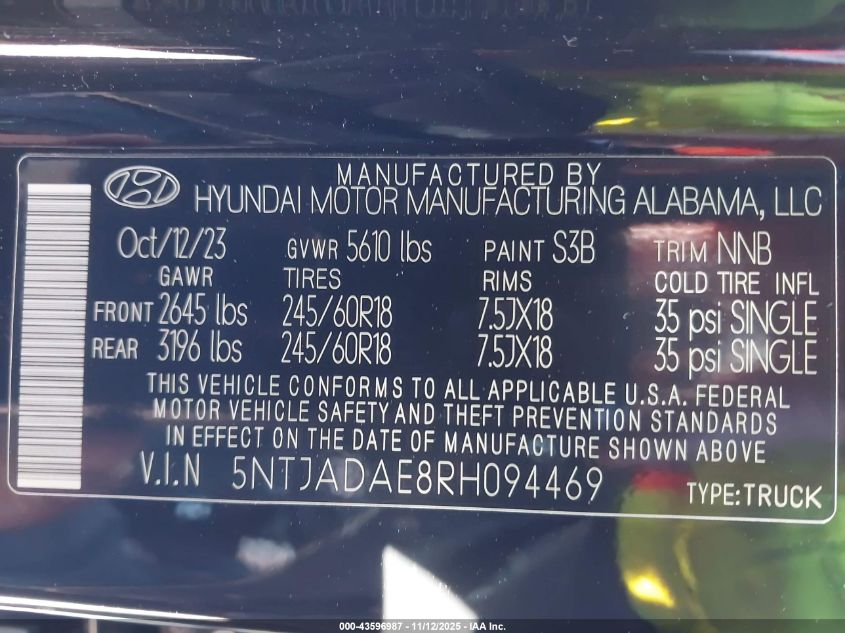 MANUFACTURED BY
HYUNDAI MOTOR MANUFACTURING ALABAMA, LLC
Oct/12/23 GVWR 5610 lbs PAINT S3B TRIM NNB
GAWR TIRES RIMS COLD TIRE INFL
FRONT 2645 lbs 245/60R18 7.5JX18 35 psi SINGLE
REAR 3196 lbs 245/60R18 7.5JX18 35 psi SINGLE
THIS VEHICLE CONFORMS TO ALL APPLICABLE U.S.A. FEDERAL
MOTOR VEHICLE SAFETY AND THEFT PREVENTION STANDARDS
IN EFFECT ON THE DATE OF MANUFACTURE SHOWN ABOVE
V.I.N 5NTJADAE8RH094469 TYPE:TRUCK
000-43596987 - 11/12/2025 - IAA Inc.